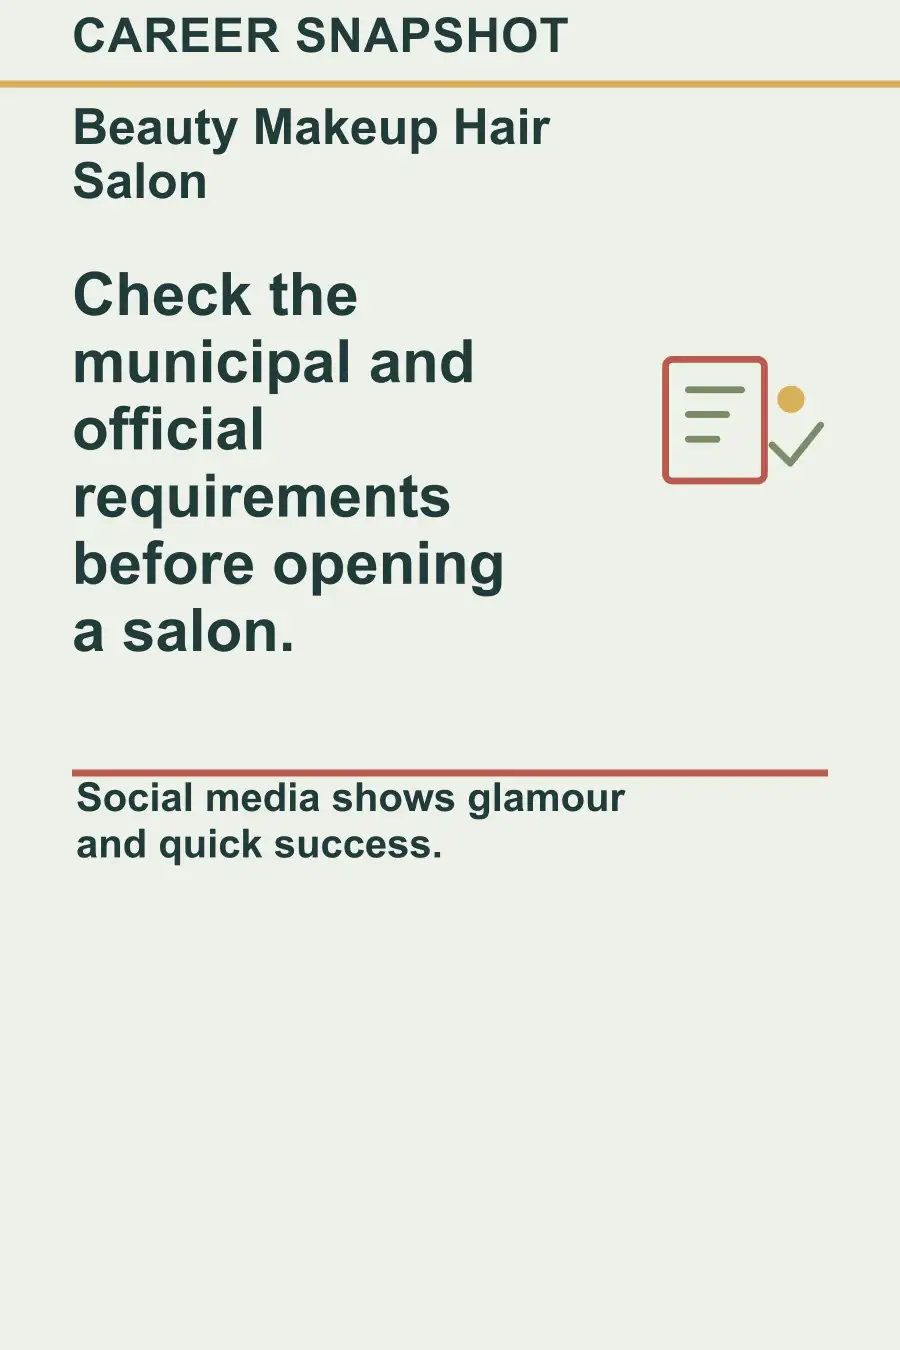 CAREER SNAPSHOT
Beauty Makeup Hair
Salon
Check the
municipal and
official
requirements
before opening
a salon.
Social media shows glamour
and quick success.